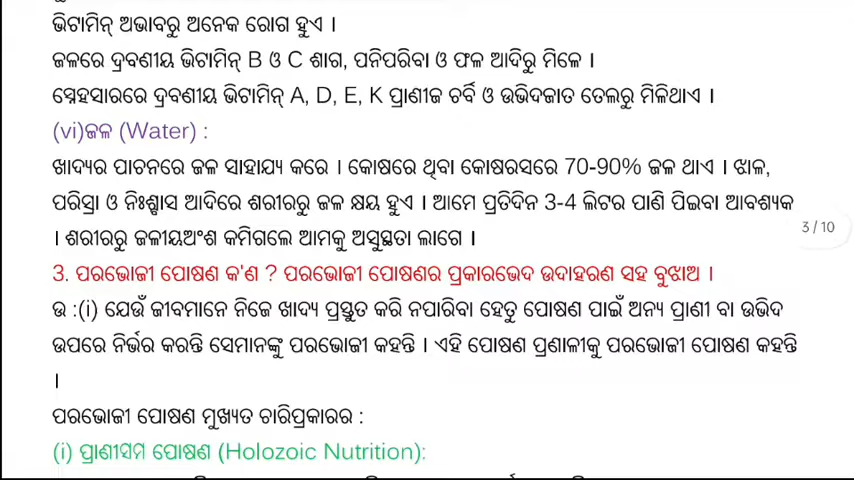 ଭିଟାମିନ୍ ଅଭାବରୁ ଅନେକ ରୋଗ ହୁଏ ।
ଜଳରେ ଦ୍ରବଣୀୟ ଭିଟାମିନ୍ B ଓ C ଶାଗ, ପନିପରିବା ଓ ଫଳ ଆଦିରୁ ମିଳେ ।
ସ୍ନେହସାରରେ ଦ୍ରବଣୀୟ ଭିଟାମିନ୍ A, D, E, K ପ୍ରାଣୀଜ ଚର୍ବି ଓ ଉଦ୍ଭିଦଜାତ ତେଲରୁ ମିଳିଥାଏ ।
(vi)ଜଳ (Water) :
ଖାଦ୍ୟର ପାଚନରେ ଜଳ ସାହାଯ୍ୟ କରେ । କୋଷରେ ଥିବା କୋଷରସରେ 70-90% ଜଳ ଥାଏ । ଝାଳ,
ପରିସ୍ରା ଓ ନିଃଶ୍ବାସ ଆଦିରେ ଶରୀରରୁ ଜଳ କ୍ଷୟ ହୁଏ । ଆମେ ପ୍ରତିଦିନ 3-4 ଲିଟର ପାଣି ପିଇବା ଆବଶ୍ୟକ
। ଶରୀରରୁ ଜଳୀୟଅଂଶ କମିଗଲେ ଆମକୁ ଅସୁସ୍ଥତା ଲାଗେ ।
3 / 10
3. ପରଭୋଜୀ ପୋଷଣ କ'ଣ ? ପରଭୋଜୀ ପୋଷଣର ପ୍ରକାରଭେଦ ଉଦାହରଣ ସହ ବୁଝାଅ ।
ଉ :(i) ଯେଉଁ ଜୀବମାନେ ନିଜେ ଖାଦ୍ୟ ପ୍ରସ୍ତୁତ କରି ନପାରିବା ହେତୁ ପୋଷଣ ପାଇଁ ଅନ୍ୟ ପ୍ରାଣୀ ବା ଉଦ୍ଭିଦ
ଉପରେ ନିର୍ଭର କରନ୍ତି ସେମାନଙ୍କୁ ପରଭୋଜୀ କହନ୍ତି । ଏହି ପୋଷଣ ପ୍ରଣାଳୀକୁ ପରଭୋଜୀ ପୋଷଣ କହନ୍ତି
।
ପରଭୋଜୀ ପୋଷଣ ମୁଖ୍ୟତ ଚାରିପ୍ରକାରର :
(i) ପ୍ରାଣୀସମ ପୋଷଣ (Holozoic Nutrition):